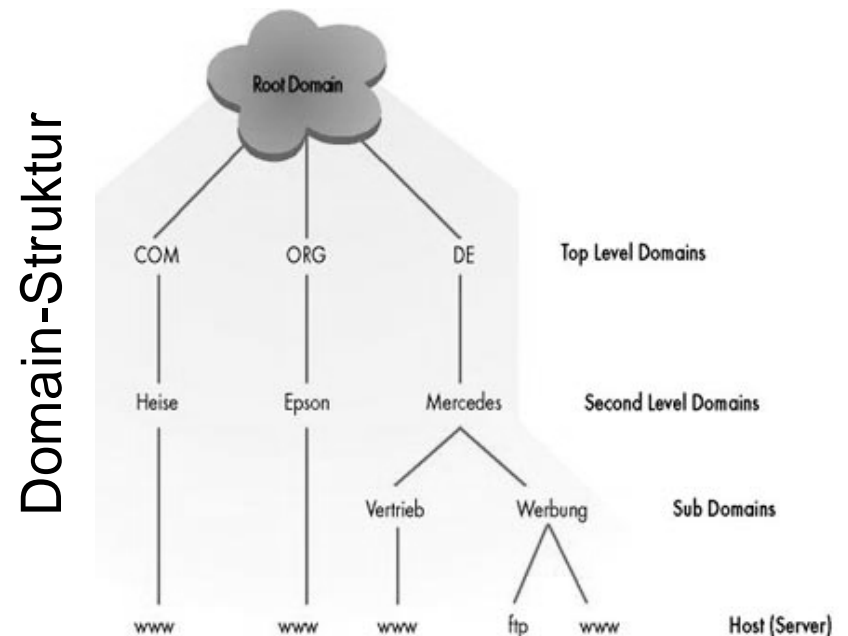 Domain-Struktur
Root Domain
COM ORG DE Top Level Domains
Heise Epson Mercedes Second Level Domains
Vertrieb Werbung Sub Domains
www www www ftp www Host (Server)